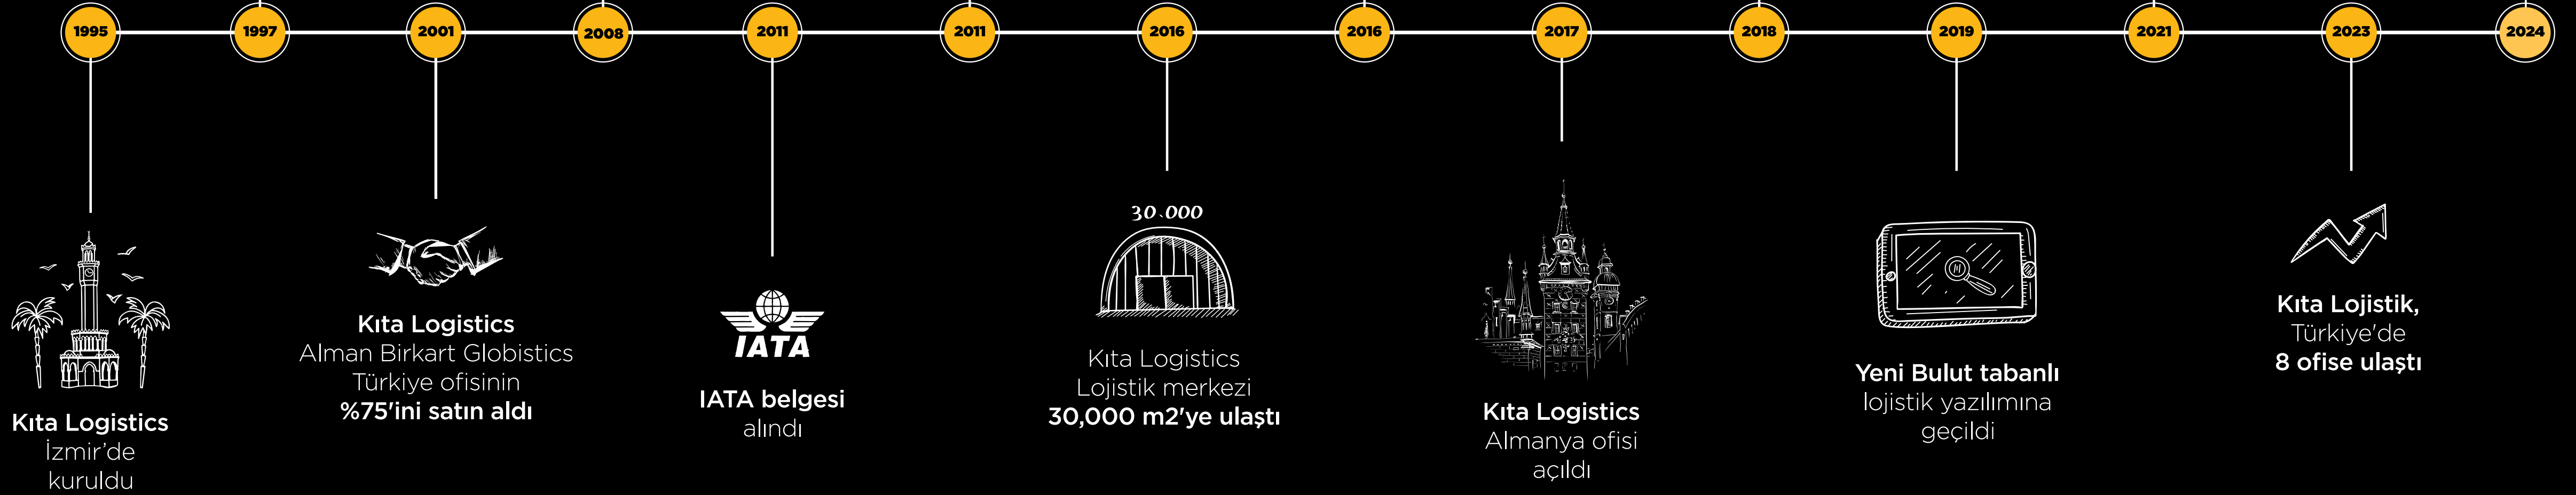 1995
1997
2001
2008
2011
2011
2016
2016
2017
2018
2019
2021
2023
2024
Kıta Logistics
İzmir’de
kuruldu
Kıta Logistics
Alman Birkart Globistics
Türkiye ofisinin
%75'ini satın aldı
IATA
IATA belgesi
alındı
30.000
Kıta Logistics
Lojistik merkezi
30,000 m2'ye ulaştı
Kıta Logistics
Almanya ofisi
açıldı
Yeni Bulut tabanlı
lojistik yazılımına
geçildi
Kıta Lojistik,
Türkiye'de
8 ofise ulaştı